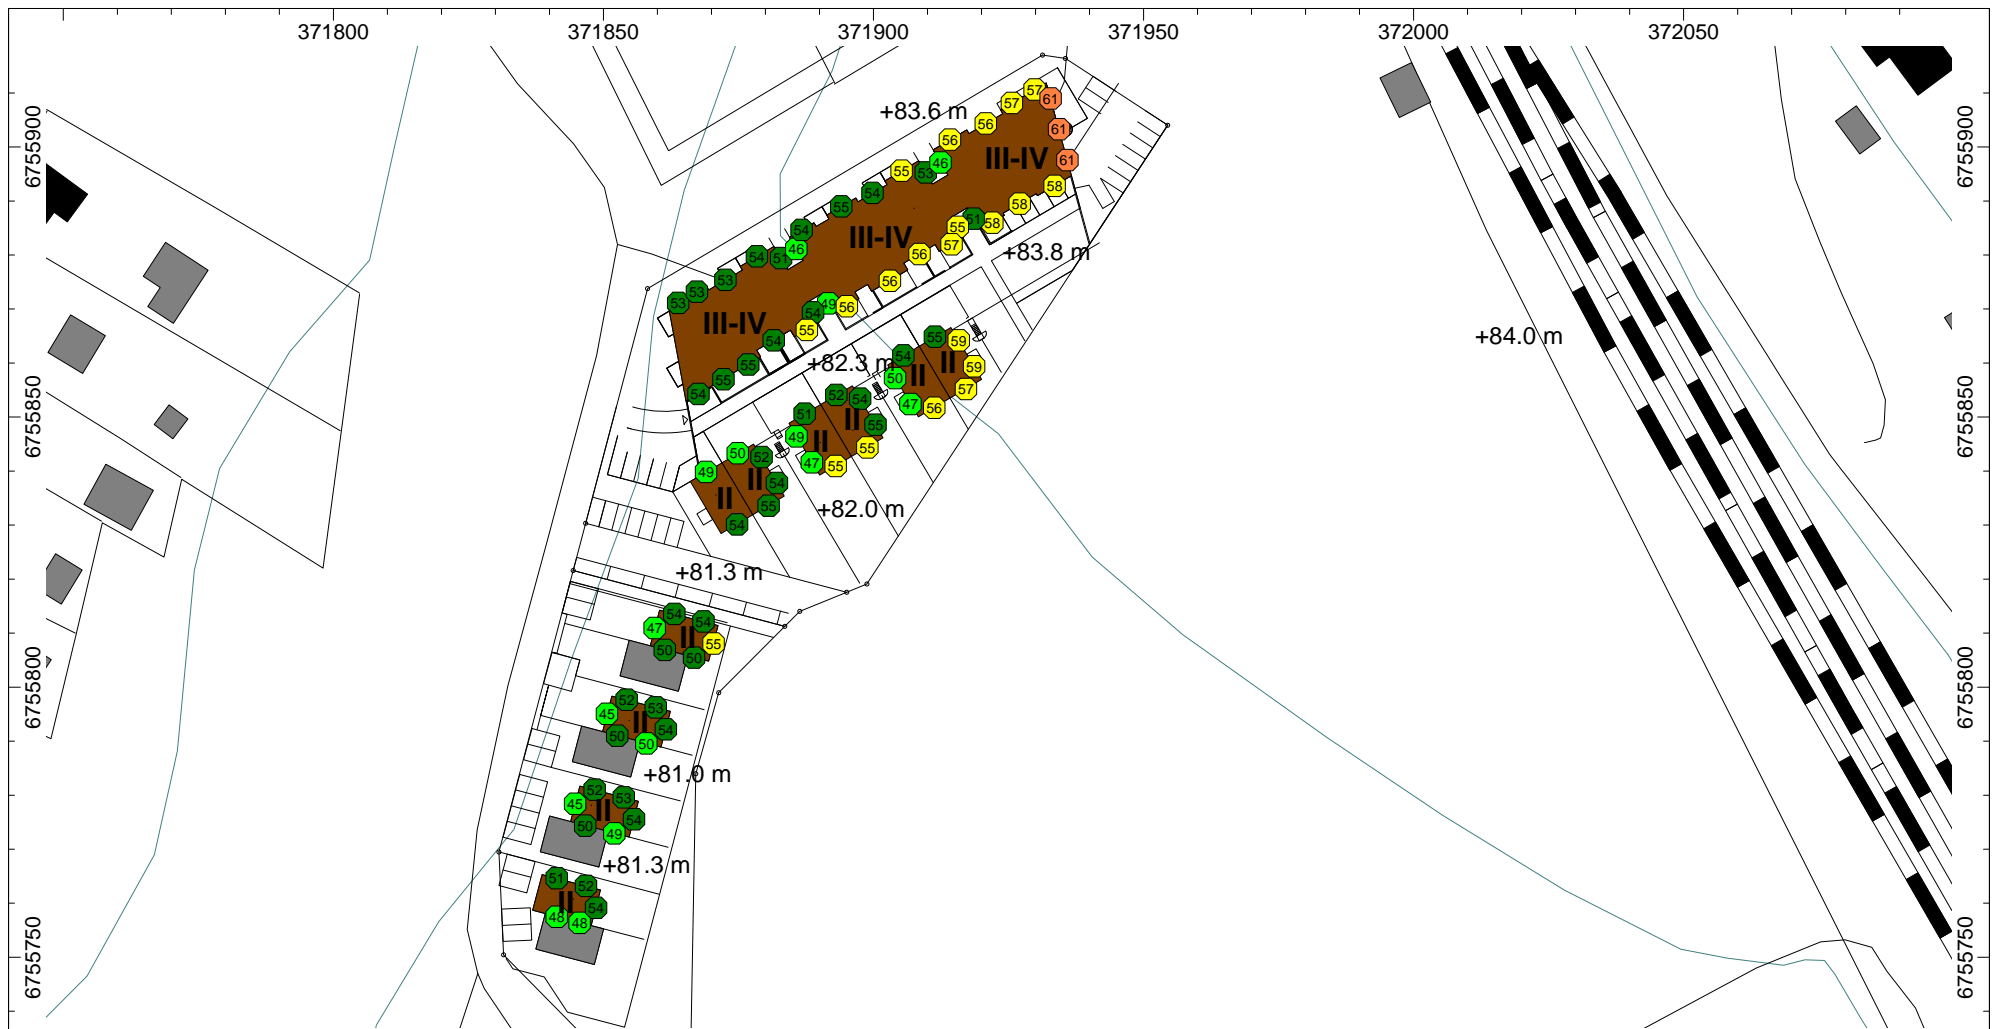 371800 371850 371900 371950 372000 372050
6755900 6755900
6755850 6755850
6755800 6755800
6755750 6755750
+83.6 m
57 61
57
56 61
56
III-IV
61
46
55 53
58
54
58
55
51 58
54 55
III-IV
57
46
+83.8 m
54 51
56
53
56
53
53
49 56
54
III-IV
55
54
55
55
54
+82.3 m
+84.0 m
55 59
54
II 59
50 II
57
47 56
52 54
51
II 55
49 II
55
47 55
50 52
49
II 54
II
55
54
+82.0 m
+81.3 m
54 54
47
II 55
50 50
52 53
45
II 54
50 50
+81.0 m
52 53
45
II 54
50 49
+81.3 m
51 52
II 54
48 48